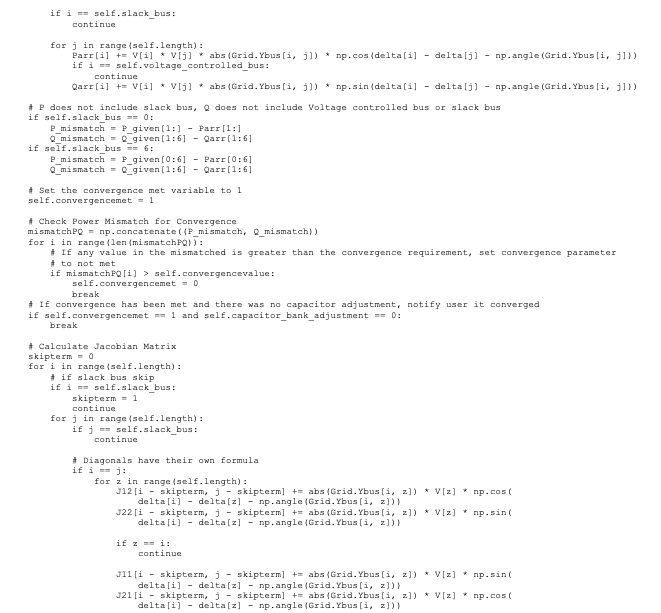 if i == self.slack_bus:
continue
for j in range(self.length):
Parr[i] += V[i] * V[j] * abs(Grid.Ybus[i, j]) * np.cos(delta[i] - delta[j] - np.angle(Grid.Ybus[i, j]))
if i == self.voltage_controlled_bus:
continue
Qarr[i] += V[i] * V[j] * abs(Grid.Ybus[i, j]) * np.sin(delta[i] - delta[j] - np.angle(Grid.Ybus[i, j]))
# P does not include slack bus, Q does not include Voltage controlled bus or slack bus
if self.slack_bus == 0:
P_mismatch = P_given[1:] - Parr[1:]
Q_mismatch = Q_given[1:6] - Qarr[1:6]
if self.slack_bus == 6:
P_mismatch = P_given[0:6] - Parr[0:6]
Q_mismatch = Q_given[1:6] - Qarr[1:6]
# Set the convergence met variable to 1
self.convergencemet = 1
# Check Power Mismatch for Convergence
mismatchPQ = np.concatenate((P_mismatch, Q_mismatch))
for i in range(len(mismatchPQ)):
# If any value in the mismatched is greater than the convergence requirement, set convergence parameter
# to not met
if mismatchPQ[i] > self.convergencevalue:
self.convergencemet = 0
break
# If convergence has been met and there was no capacitor adjustment, notify user it converged
if self.convergencemet == 1 and self.capacitor_bank_adjustment == 0:
break
# Calculate Jacobian Matrix
skipterm = 0
for i in range(self.length):
# if slack bus skip
if i == self.slack_bus:
skipterm = 1
continue
for j in range(self.length):
if j == self.slack_bus:
continue
# Diagonals have their own formula
if i == j:
for z in range(self.length):
J12[i - skipterm, j - skipterm] += abs(Grid.Ybus[i, z]) * V[z] * np.cos(
delta[i] - delta[z] - np.angle(Grid.Ybus[i, z]))
J22[i - skipterm, j - skipterm] += abs(Grid.Ybus[i, z]) * V[z] * np.sin(
delta[i] - delta[z] - np.angle(Grid.Ybus[i, z]))
if z == i:
continue
J11[i - skipterm, j - skipterm] += abs(Grid.Ybus[i, z]) * V[z] * np.sin(
delta[i] - delta[z] - np.angle(Grid.Ybus[i, z]))
J21[i - skipterm, j - skipterm] += abs(Grid.Ybus[i, z]) * V[z] * np.cos(
delta[i] - delta[z] - np.angle(Grid.Ybus[i, z]))